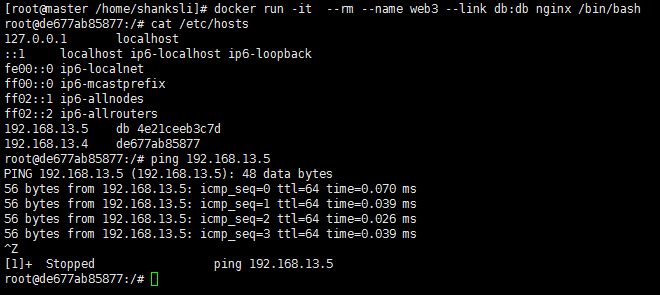 [root@master /home/shanksli]# docker run -it  --rm --name web3 --link db:db nginx /bin/bash
root@de677ab85877:/# cat /etc/hosts
127.0.0.1       localhost
::1     localhost ip6-localhost ip6-loopback
fe00::0 ip6-localnet
ff00::0 ip6-mcastprefix
ff02::1 ip6-allnodes
ff02::2 ip6-allrouters
192.168.13.5    db 4e21ceeb3c7d
192.168.13.4    de677ab85877
root@de677ab85877:/# ping 192.168.13.5
PING 192.168.13.5 (192.168.13.5): 48 data bytes
56 bytes from 192.168.13.5: icmp_seq=0 ttl=64 time=0.070 ms
56 bytes from 192.168.13.5: icmp_seq=1 ttl=64 time=0.039 ms
56 bytes from 192.168.13.5: icmp_seq=2 ttl=64 time=0.026 ms
56 bytes from 192.168.13.5: icmp_seq=3 ttl=64 time=0.039 ms
^Z
[1]+  Stopped                 ping 192.168.13.5
root@de677ab85877:/#